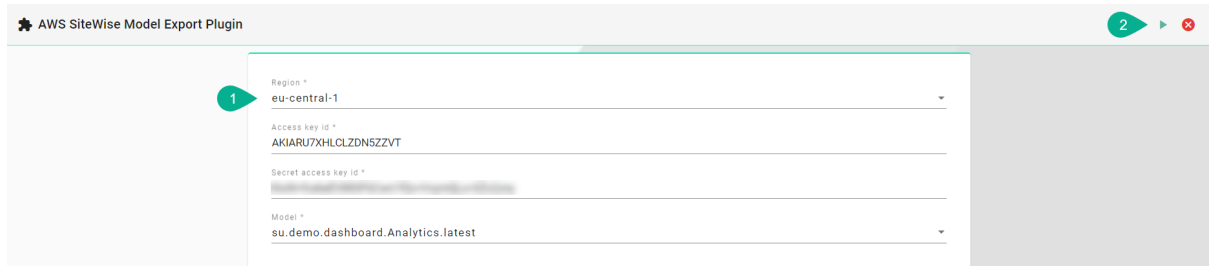 AWS SiteWise Model Export Plugin
2
Region *
1
eu-central-1
Access key id *
AKIARU7XHLCLZDN5ZZVT
Secret access key id *
Model *
su.demo.dashboard.Analytics.latest